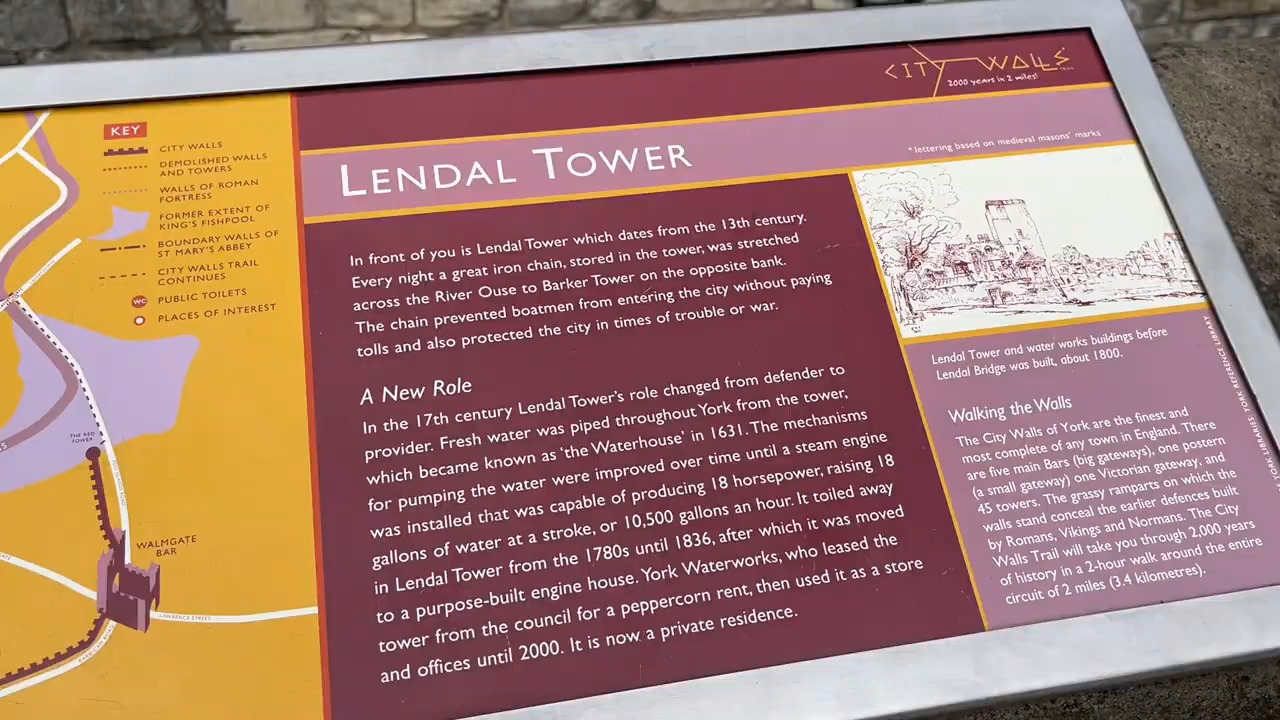 KEY
CITY WALLS
DEMOLISHED WALLS
AND TOWERS
WALLS OF ROMAN
FORTRESS
FORMER EXTENT OF
KING'S FISHPOOL
BOUNDARY WALLS OF
ST MARY'S ABBEY
CITY WALLS TRAIL
CONTINUES
WC PUBLIC TOILETS
PLACES OF INTEREST
THE RED
TOWER
WALMGATE
BAR
LAWRENCE STREET
CITY WALLS
TRAIL
2000 years in 2 miles!
LENDAL TOWER
*lettering based on medieval masons' marks
In front of you is Lendal Tower which dates from the 13th century.
Every night a great iron chain, stored in the tower, was stretched
across the River Ouse to Barker Tower on the opposite bank.
The chain prevented boatmen from entering the city without paying
tolls and also protected the city in times of trouble or war.
A New Role
In the 17th century Lendal Tower's role changed from defender to
provider. Fresh water was piped throughout York from the tower,
which became known as 'the Waterhouse' in 1631. The mechanisms
for pumping the water were improved over time until a steam engine
was installed that was capable of producing 18 horsepower, raising 18
gallons of water at a stroke, or 10,500 gallons an hour. It toiled away
in Lendal Tower from the 1780s until 1836, after which it was moved
to a purpose-built engine house. York Waterworks, who leased the
tower from the council for a peppercorn rent, then used it as a store
and offices until 2000. It is now a private residence.
Lendal Tower and water works buildings before
Lendal Bridge was built, about 1800.
YORK LIBRARIES: YORK REFERENCE LIBRARY
Walking the Walls
The City Walls of York are the finest and
most complete of any town in England. There
are five main Bars (big gateways), one postern
(a small gateway) one Victorian gateway, and
45 towers. The grassy ramparts on which the
walls stand conceal the earlier defences built
by Romans, Vikings and Normans. The City
Walls Trail will take you through 2,000 years
of history in a 2-hour walk around the entire
circuit of 2 miles (3.4 kilometres).